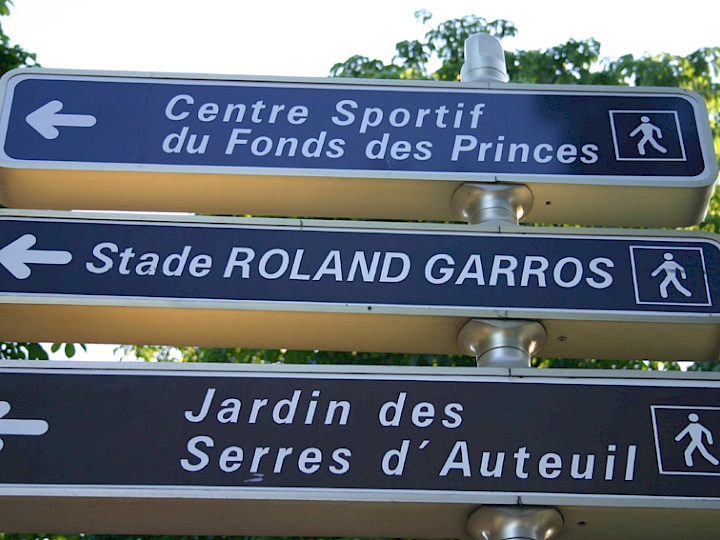 Centre Sportif
du Fonds des Princes
Stade ROLAND GARROS
Jardin des
Serres d´Auteuil